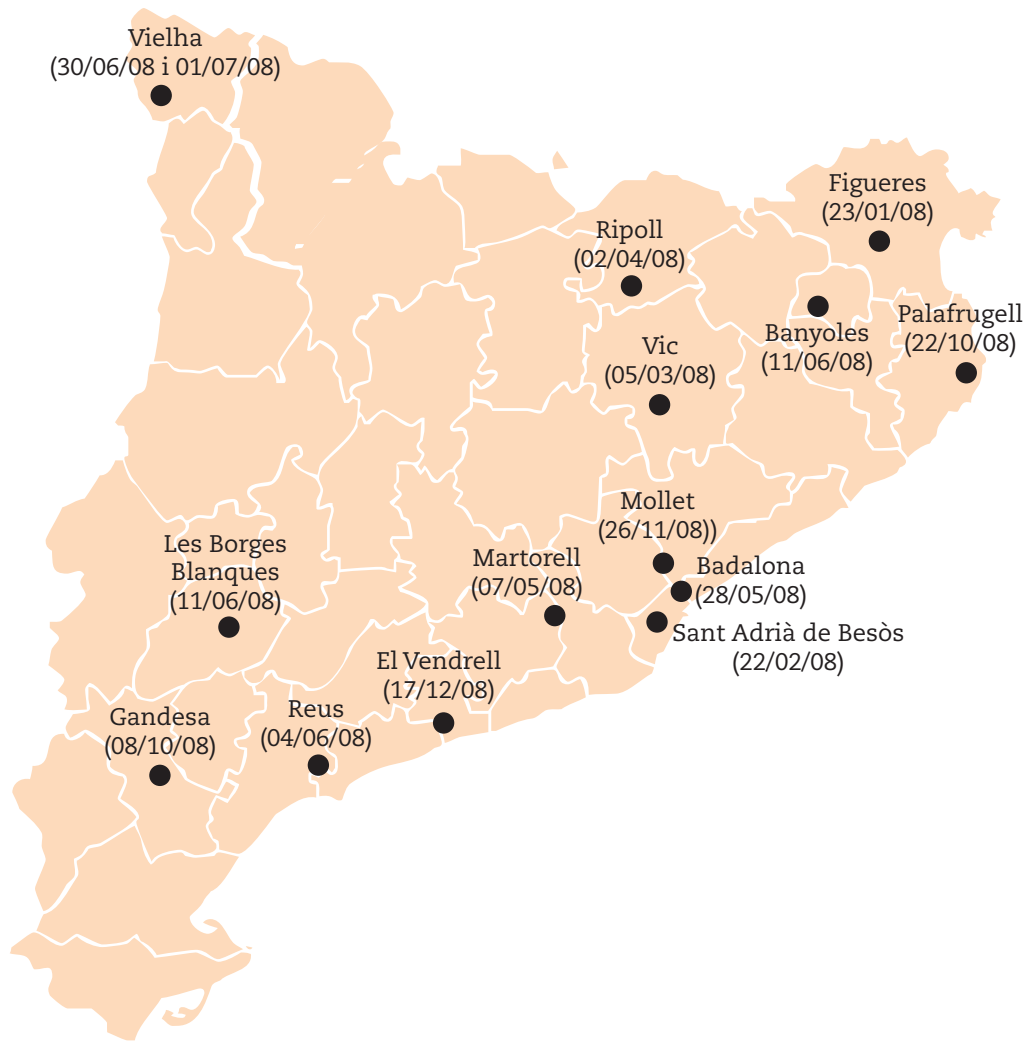 Vielha
(30/06/08 i 01/07/08)
Figueres
(23/01/08)
Ripoll
(02/04/08)
Palafrugell
(22/10/08)
Banyoles
(11/06/08)
Vic
(05/03/08)
Mollet
(26/11/08))
Les Borges
Blanques
(11/06/08)
Martorell
(07/05/08)
Badalona
(28/05/08)
Sant Adrià de Besòs
(22/02/08)
El Vendrell
(17/12/08)
Gandesa
(08/10/08)
Reus
(04/06/08)